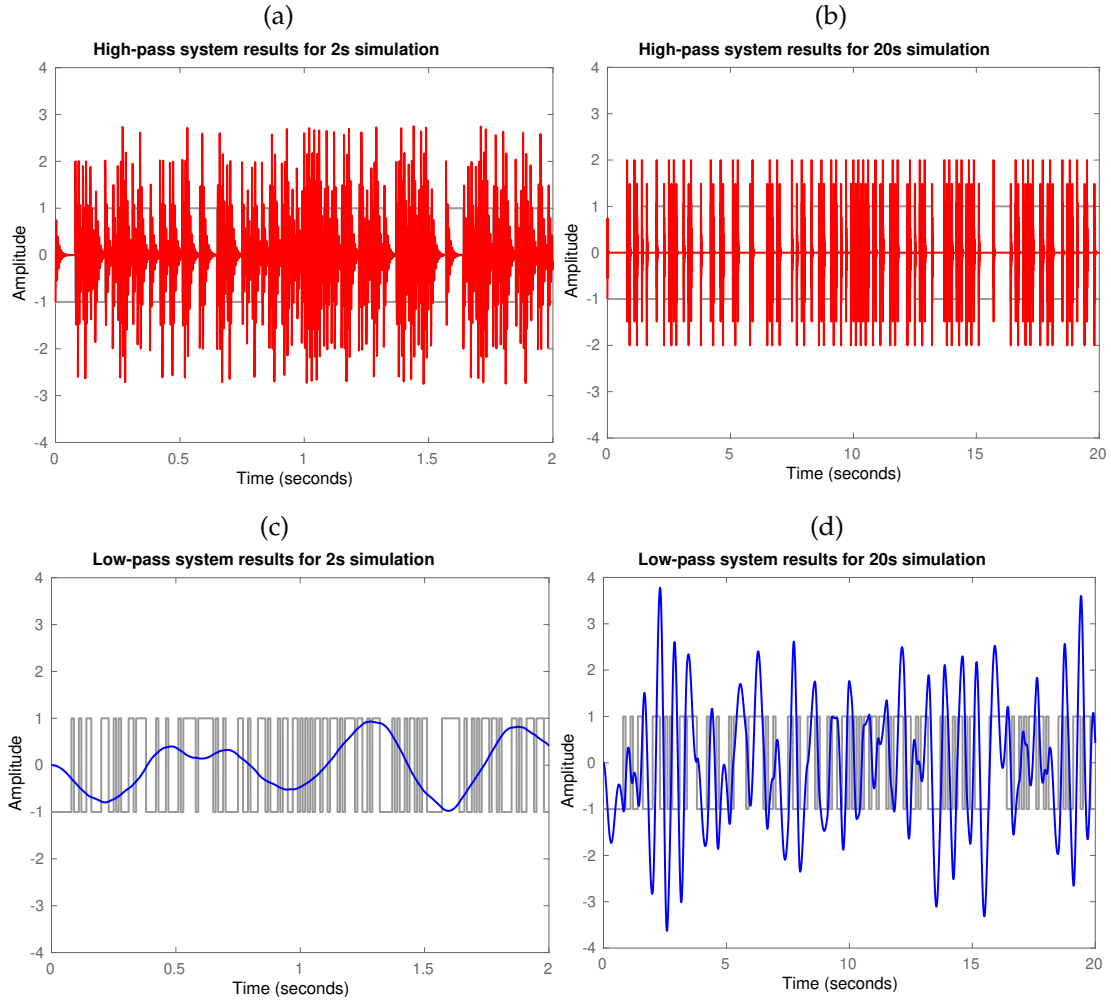 (a)
High-pass system results for 2s simulation
4
3
2
1
0
-1
-2
-3
-4
Amplitude
0 0.5 1 1.5 2
Time (seconds)
(b)
High-pass system results for 20s simulation
4
3
2
1
0
-1
-2
-3
-4
Amplitude
0 5 10 15 20
Time (seconds)
(c)
Low-pass system results for 2s simulation
4
3
2
1
0
-1
-2
-3
-4
Amplitude
0 0.5 1 1.5 2
Time (seconds)
(d)
Low-pass system results for 20s simulation
4
3
2
1
0
-1
-2
-3
-4
Amplitude
0 5 10 15 20
Time (seconds)